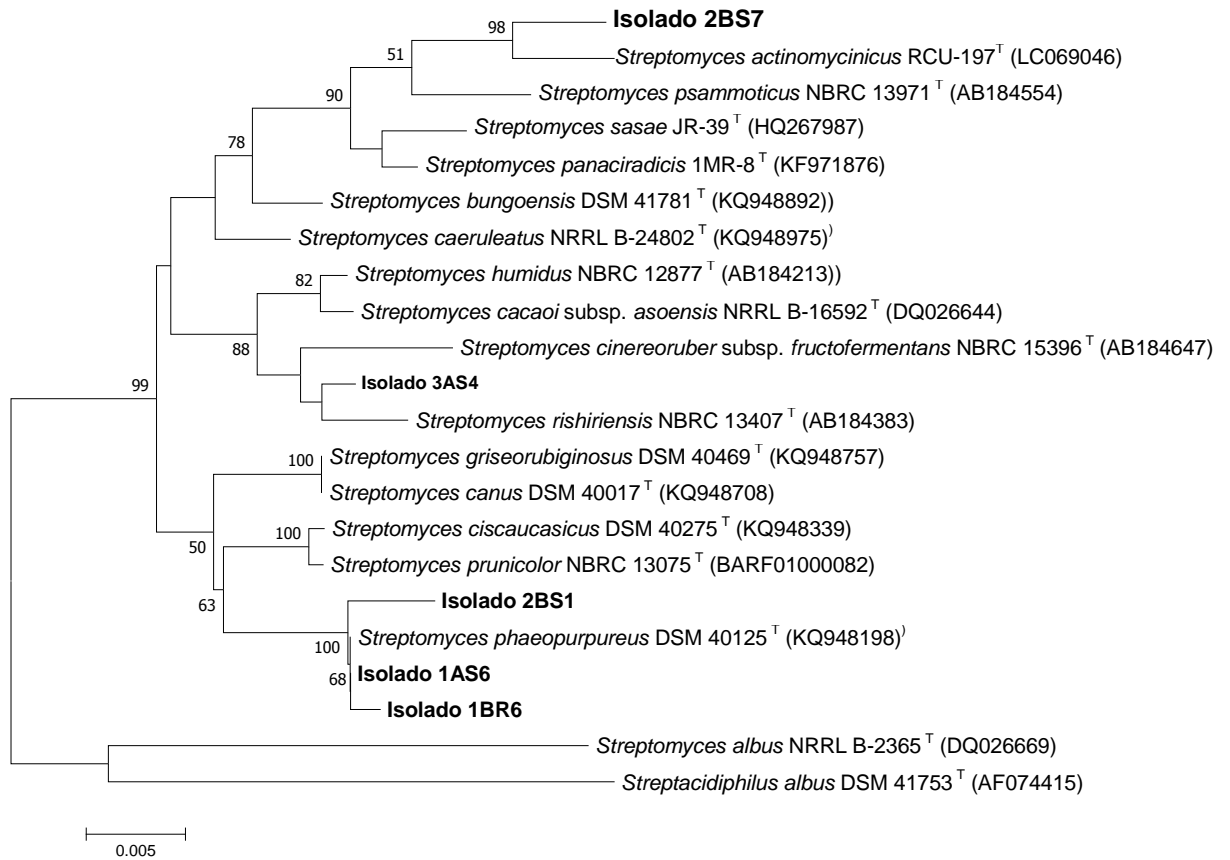 Isolado 2BS7
98
Streptomyces actinomycinicus RCU-197T (LC069046)
51
Streptomyces psammoticus NBRC 13971 T (AB184554)
90
Streptomyces sasae JR-39 T (HQ267987)
78
Streptomyces panaciradicis 1MR-8 T (KF971876)
Streptomyces bungoensis DSM 41781 T (KQ948892))
Streptomyces caeruleatus NRRL B-24802 T (KQ948975))
Streptomyces humidus NBRC 12877 T (AB184213))
82
Streptomyces cacaoi subsp. asoensis NRRL B-16592 T (DQ026644)
88
Streptomyces cinereoruber subsp. fructofermentans NBRC 15396 T (AB184647)
99
Isolado 3AS4
Streptomyces rishiriensis NBRC 13407 T (AB184383)
100
Streptomyces griseorubiginosus DSM 40469 T (KQ948757)
Streptomyces canus DSM 40017 T (KQ948708)
100
Streptomyces ciscaucasicus DSM 40275 T (KQ948339)
50
Streptomyces prunicolor NBRC 13075 T (BARF01000082)
63
Isolado 2BS1
Streptomyces phaeopurpureus DSM 40125 T (KQ948198))
100
Isolado 1AS6
68
Isolado 1BR6
Streptomyces albus NRRL B-2365 T (DQ026669)
Streptacidiphilus albus DSM 41753 T (AF074415)
0.005